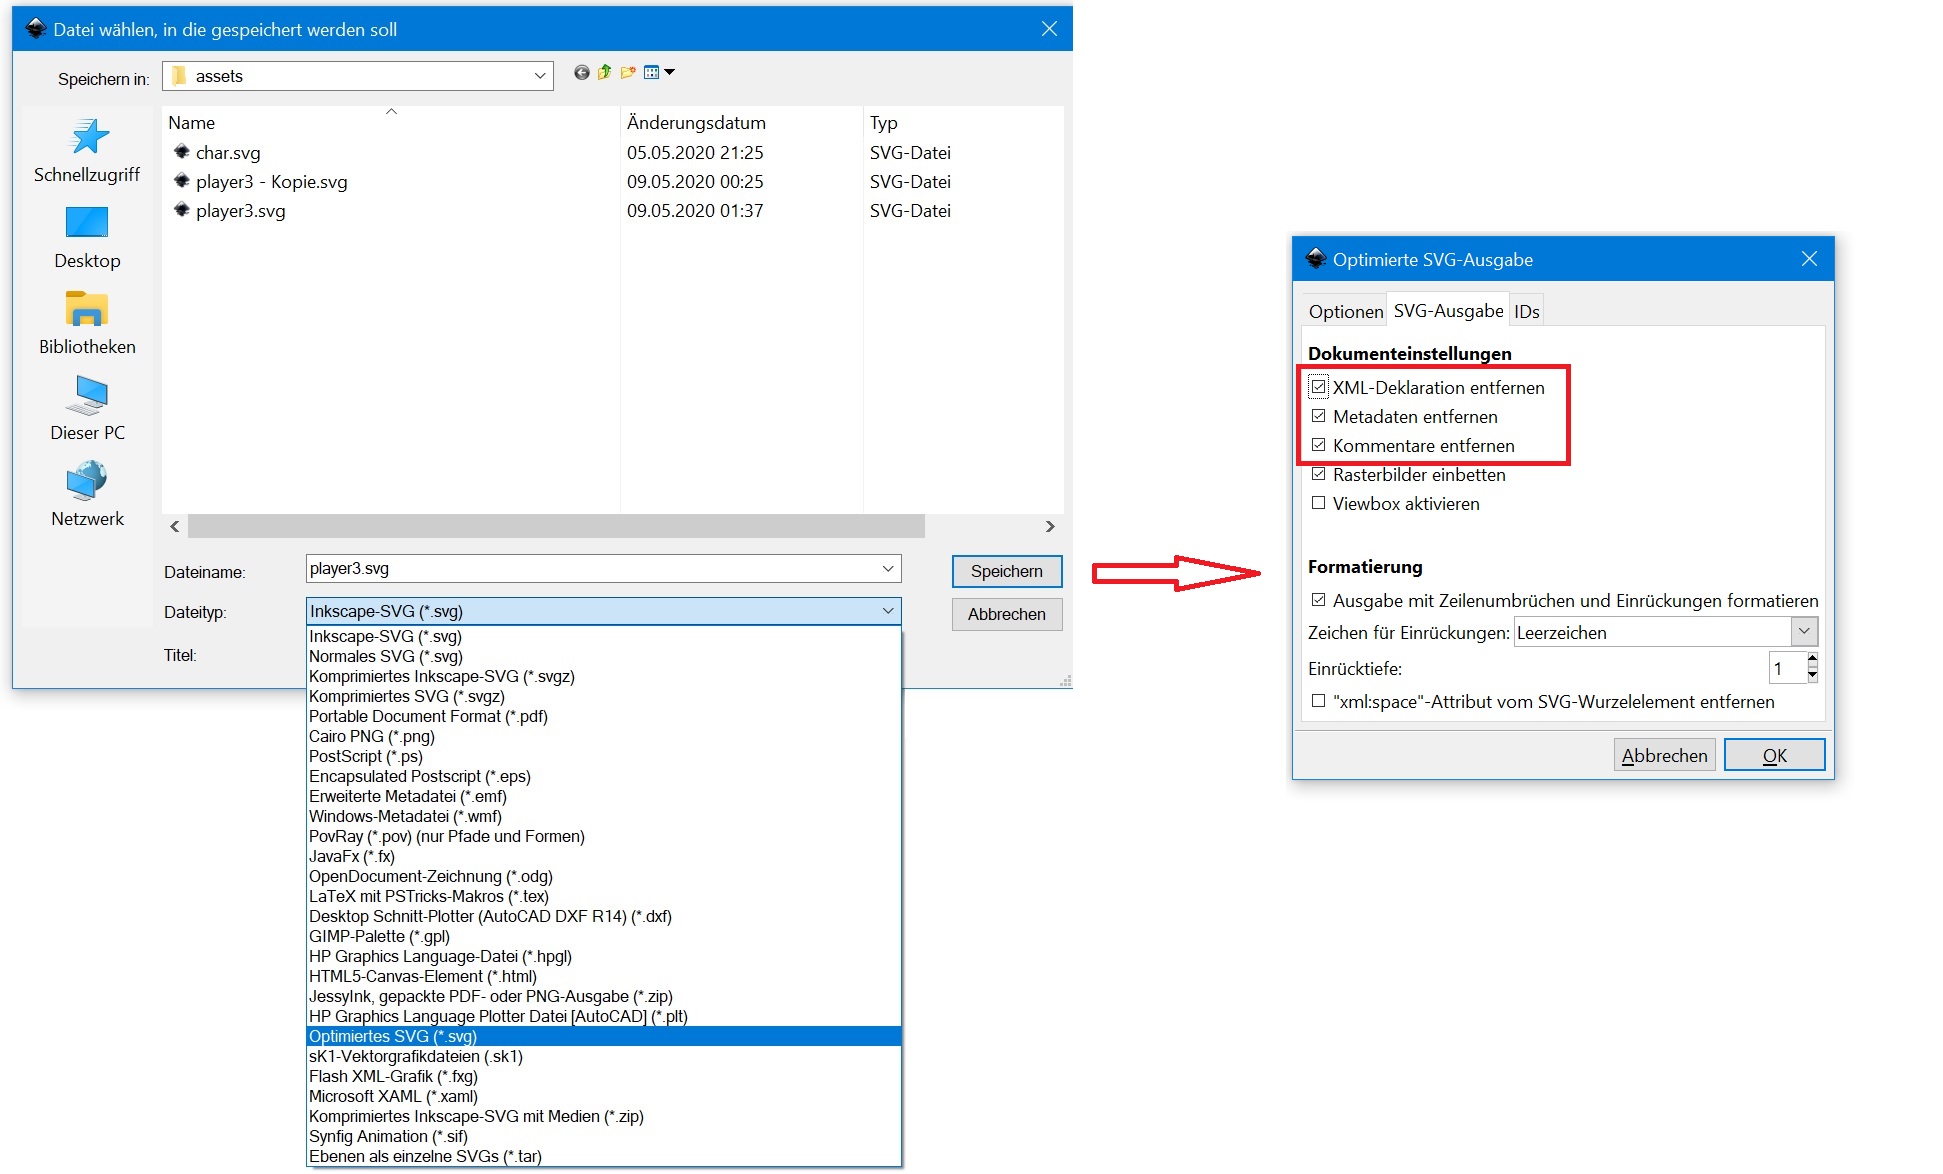 Datei wählen, in die gespeichert werden soll
Speichern in: assets
Name Änderungsdatum Typ
char.svg 05.05.2020 21:25 SVG-Datei
player3 - Kopie.svg 09.05.2020 00:25 SVG-Datei
player3.svg 09.05.2020 01:37 SVG-Datei
Schnellzugriff
Desktop
Bibliotheken
Dieser PC
Netzwerk
Dateiname: player3.svg Speichern
Dateityp: Inkscape-SVG (*.svg) Abbrechen
Titel:
Inkscape-SVG (*.svg)
Normales SVG (*.svg)
Komprimiertes Inkscape-SVG (*.svgz)
Komprimiertes SVG (*.svgz)
Portable Document Format (*.pdf)
Cairo PNG (*.png)
PostScript (*.ps)
Encapsulated Postscript (*.eps)
Erweiterte Metadatei (*.emf)
Windows-Metadatei (*.wmf)
PovRay (*.pov) (nur Pfade und Formen)
JavaFx (*.fx)
OpenDocument-Zeichnung (*.odg)
LaTeX mit PSTricks-Makros (*.tex)
Desktop Schnitt-Plotter (AutoCAD DXF R14) (*.dxf)
GIMP-Palette (*.gpl)
HP Graphics Language-Datei (*.hpgl)
HTML5-Canvas-Element (*.html)
JessyInk, gepackte PDF- oder PNG-Ausgabe (*.zip)
HP Graphics Language Plotter Datei [AutoCAD] (*.plt)
Optimiertes SVG (*.svg)
sK1-Vektorgrafikdateien (.sk1)
Flash XML-Grafik (*.fxg)
Microsoft XAML (*.xaml)
Komprimiertes Inkscape-SVG mit Medien (*.zip)
Synfig Animation (*.sif)
Ebenen als einzelne SVGs (*.tar)
Optimierte SVG-Ausgabe
Optionen SVG-Ausgabe IDs
Dokumenteinstellungen
XML-Deklaration entfernen
Metadaten entfernen
Kommentare entfernen
Rasterbilder einbetten
Viewbox aktivieren
Formatierung
Ausgabe mit Zeilenumbrüchen und Einrückungen formatieren
Zeichen für Einrückungen: Leerzeichen
Einrücktiefe: 1
"xml:space"-Attribut vom SVG-Wurzelelement entfernen
Abbrechen OK